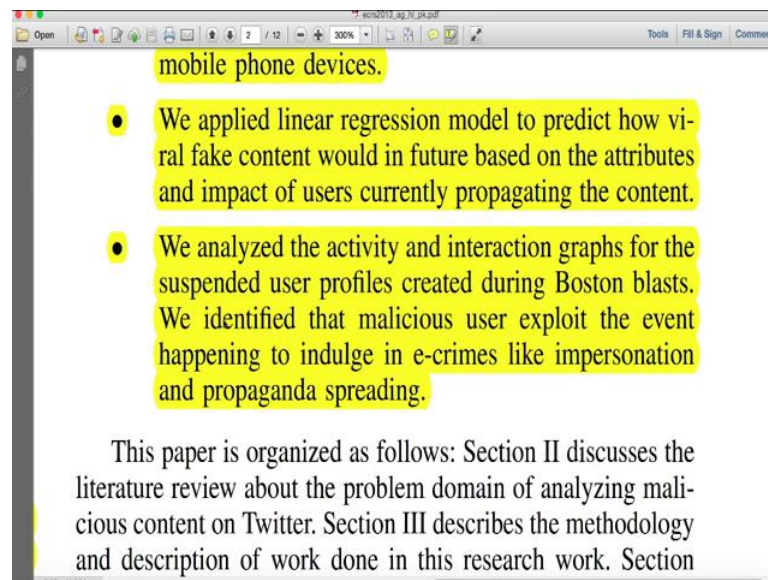 ecrs2013_ag_hl_pk.pdf
Open 2 / 12 300% Tools Fill & Sign Commen
mobile phone devices.
• We applied linear regression model to predict how vi-
ral fake content would in future based on the attributes
and impact of users currently propagating the content.
• We analyzed the activity and interaction graphs for the
suspended user profiles created during Boston blasts.
We identified that malicious user exploit the event
happening to indulge in e-crimes like impersonation
and propaganda spreading.
This paper is organized as follows: Section II discusses the
literature review about the problem domain of analyzing mali-
cious content on Twitter. Section III describes the methodology
and description of work done in this research work. Section